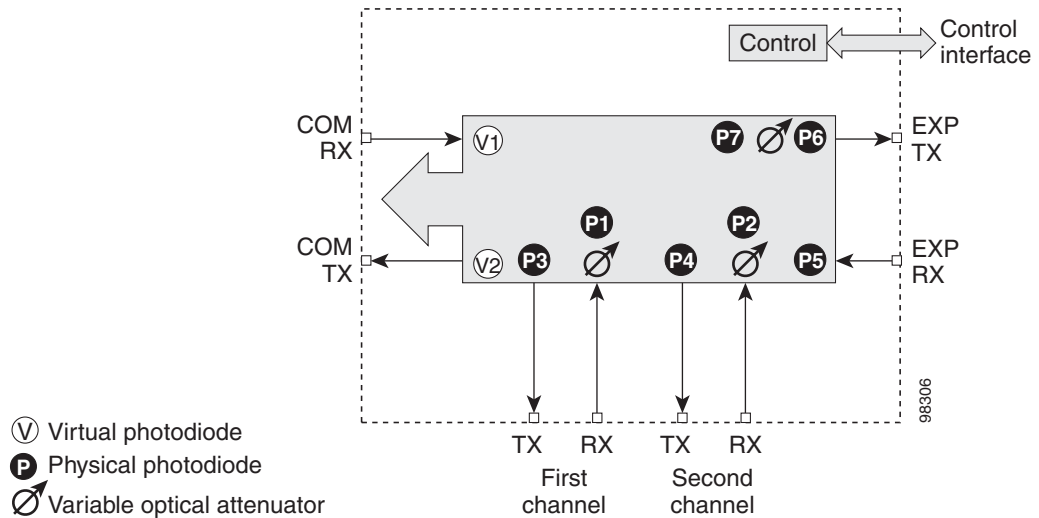 Control
Control
interface
COM
RX
V1
P7
P6
EXP
TX
P1
P2
COM
TX
V2
P3
P4
P5
EXP
RX
98306
TX
RX
TX
RX
First
channel
Second
channel
V Virtual photodiode
P Physical photodiode
Variable optical attenuator